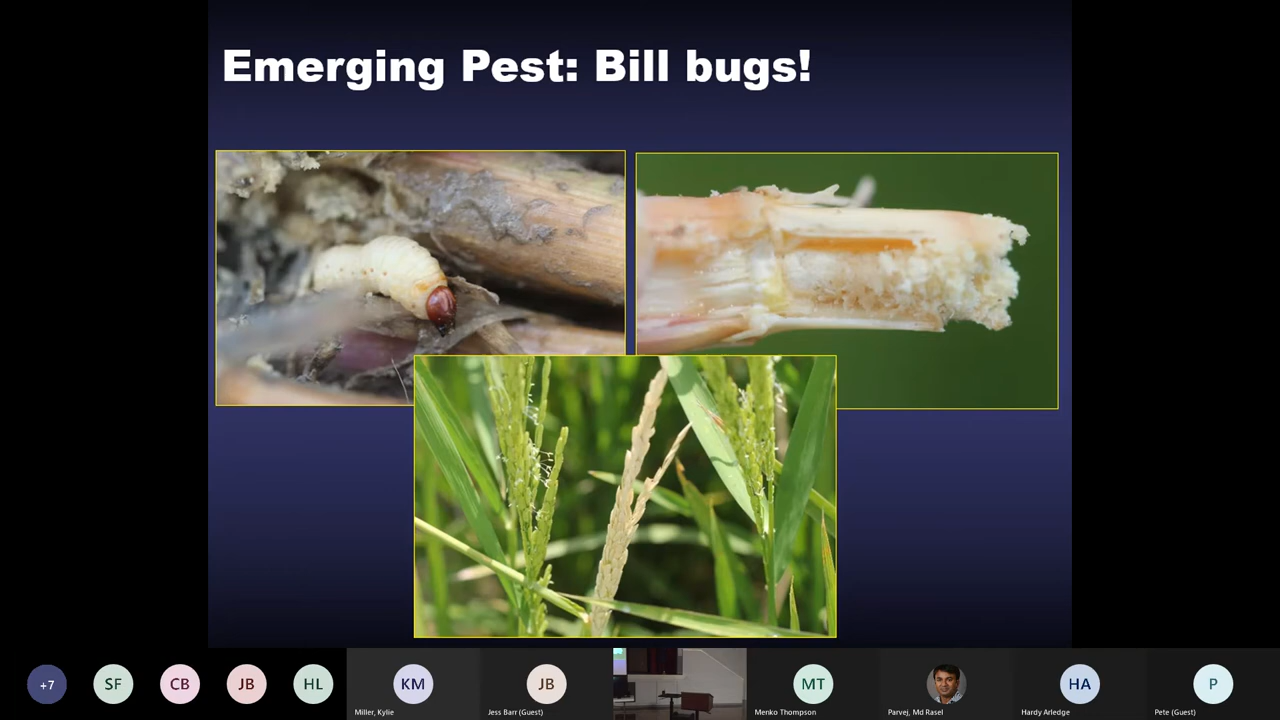 Emerging Pest: Bill bugs!
+7
SF
CB
JB
HL
KM
JB
MT
HA
P
Miller, Kylie
Jess Barr (Guest)
Menko Thompson
Parvej, Md Rasel
Hardy Arledge
Pete (Guest)